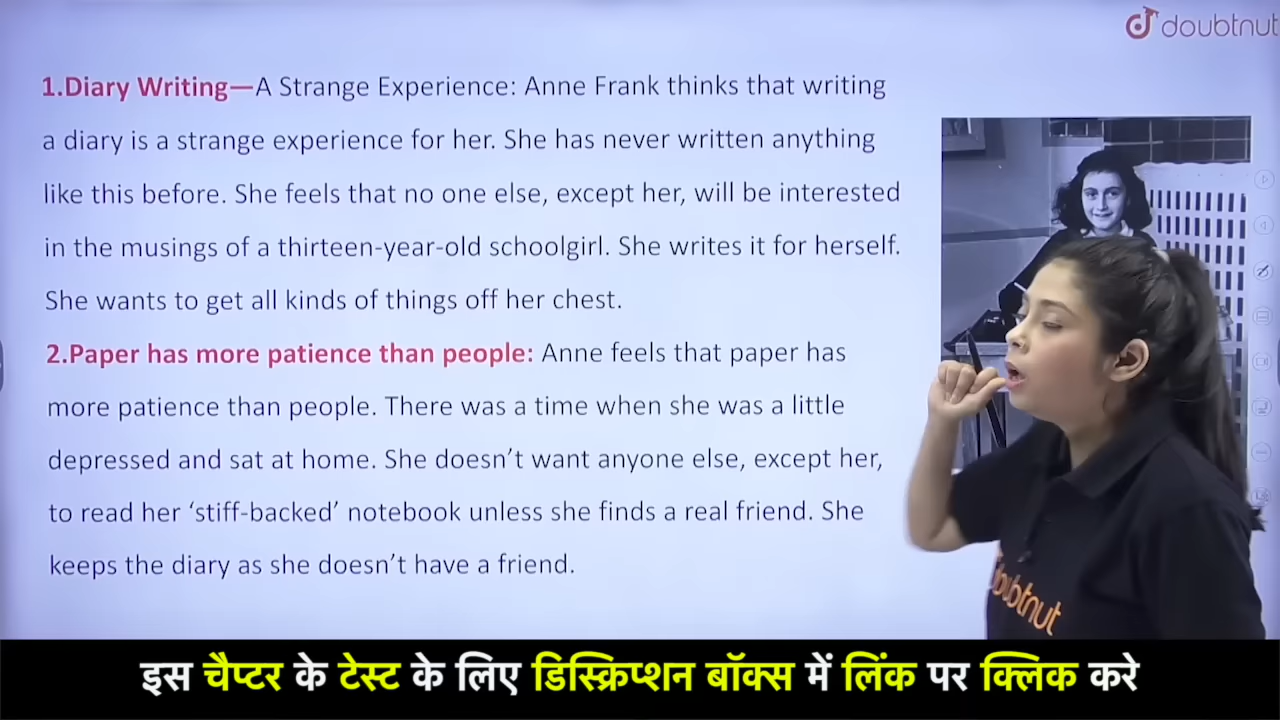 doubtnut
1.Diary Writing—A Strange Experience: Anne Frank thinks that writing
a diary is a strange experience for her. She has never written anything
like this before. She feels that no one else, except her, will be interested
in the musings of a thirteen-year-old schoolgirl. She writes it for herself.
She wants to get all kinds of things off her chest.
2.Paper has more patience than people: Anne feels that paper has
more patience than people. There was a time when she was a little
depressed and sat at home. She doesn’t want anyone else, except her,
to read her ‘stiff-backed’ notebook unless she finds a real friend. She
keeps the diary as she doesn’t have a friend.
doubtnut
इस चैप्टर के टेस्ट के लिए डिस्क्रिप्शन बॉक्स में लिंक पर क्लिक करे